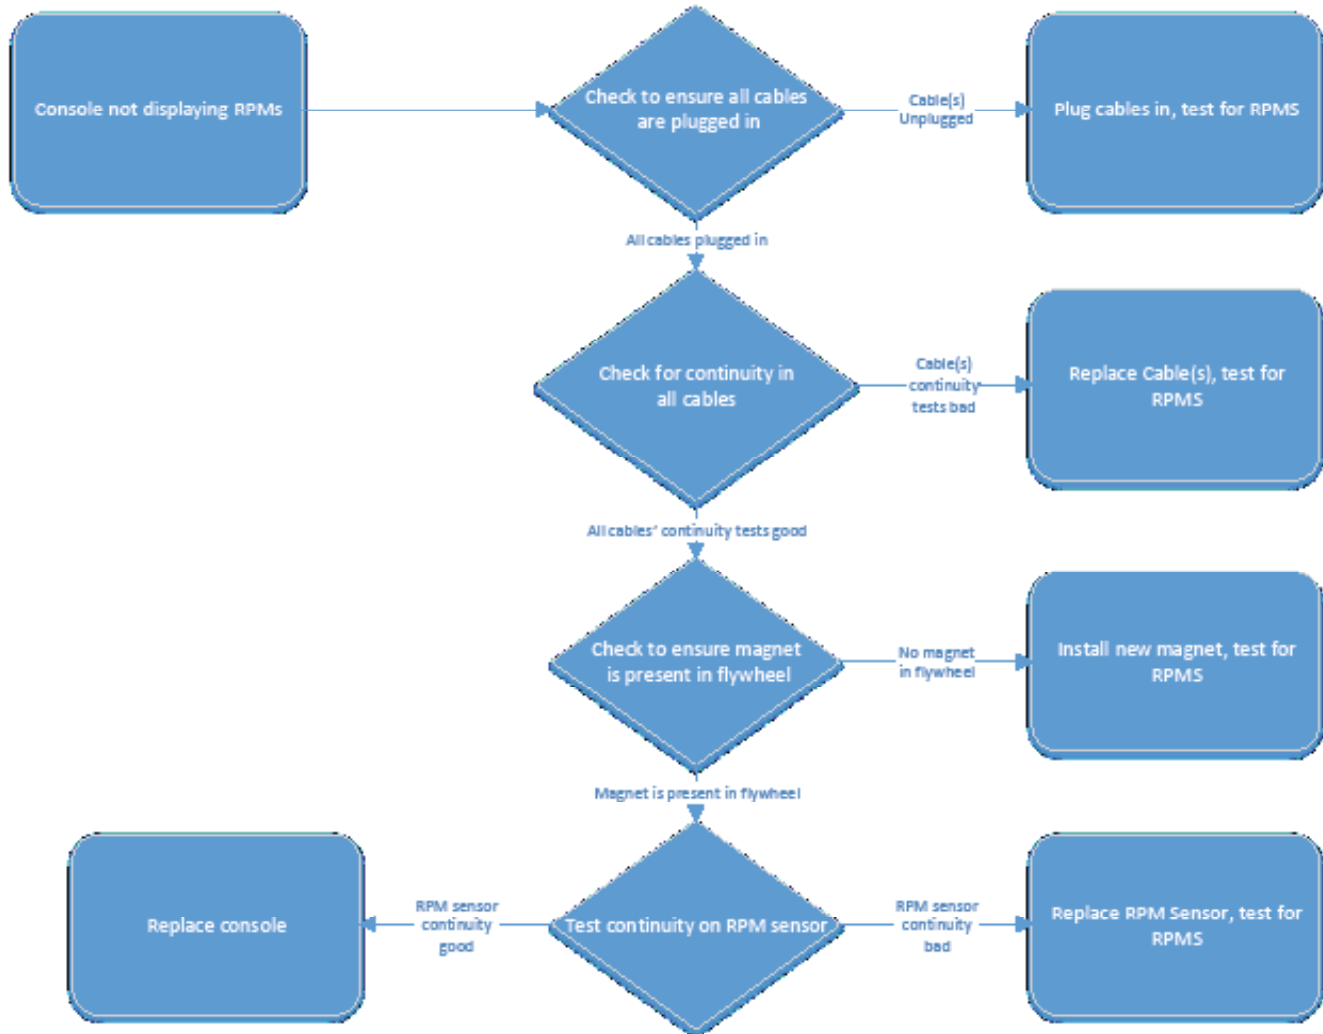 Console not displaying RPMs
Check to ensure all cables
are plugged in
Cable(s)
Unplugged
Plug cables in, test for RPMS
All cables plugged in
Check for continuity in
all cables
Cable(s)
continuity
tests bad
Replace Cable(s), test for
RPMS
All cables' continuity tests good
Check to ensure magnet
is present in flywheel
No magnet
in flywheel
Install new magnet, test for
RPMS
Magnet is present in flywheel
Replace console
RPM sensor
continuity
good
Test continuity on RPM sensor
RPM sensor
continuity
bad
Replace RPM Sensor, test for
RPMS